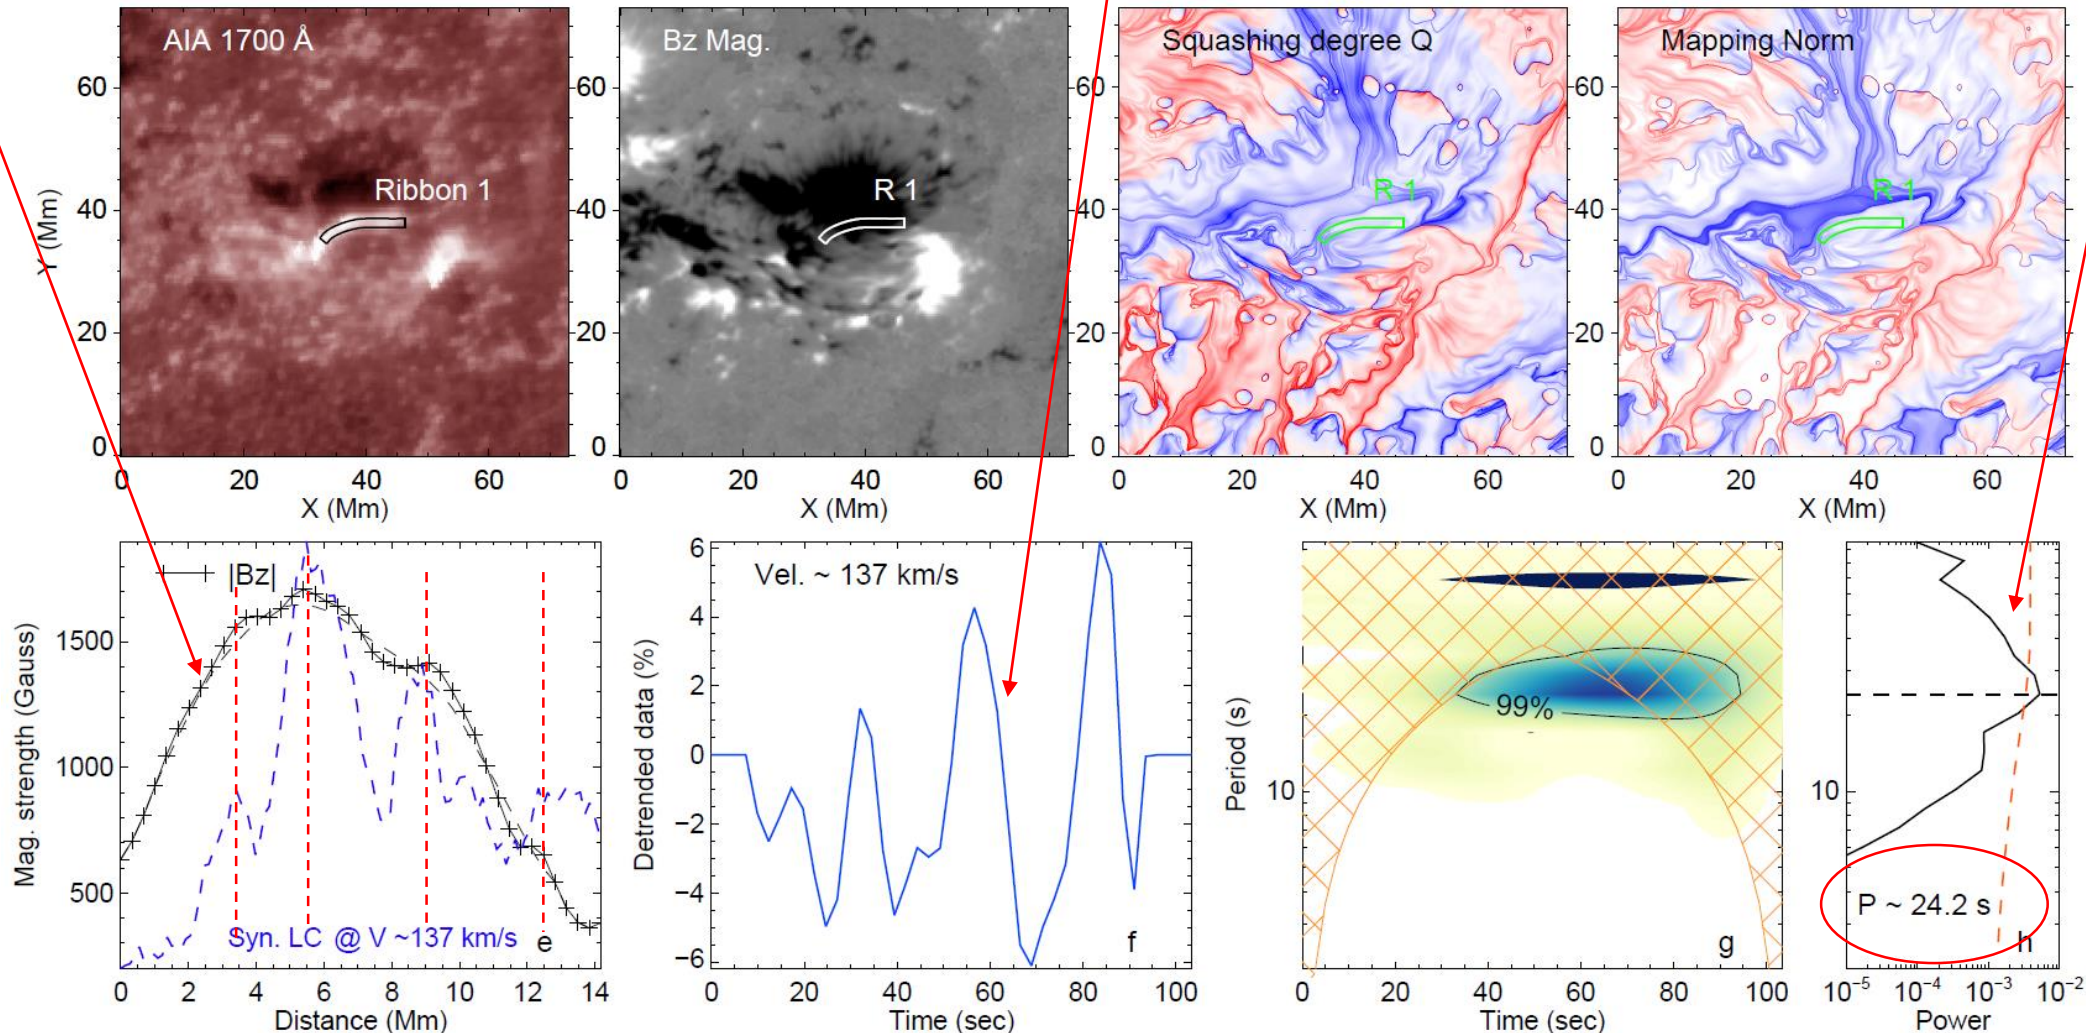 AIA 1700 Å
Bz Mag.
Squashing degree Q
Mapping Norm
Ribbon 1
R 1
R 1
R 1
Y (Mm)
60
40
20
0
60
40
20
0
60
40
20
0
60
40
20
0
0 20 40 60
0 20 40 60
0 20 40 60
0 20 40 60
X (Mm)
X (Mm)
X (Mm)
X (Mm)
|Bz|
Mag. strength (Gauss)
1500
1000
500
Syn. LC @ V ~137 km/s
e
0 2 4 6 8 10 12 14
Distance (Mm)
Vel. ~ 137 km/s
Detrended data (%)
6
4
2
0
−2
−4
−6
f
0 20 40 60 80 100
Time (sec)
Period (s)
10
99%
g
0 20 40 60 80 100
Time (sec)
10
P ~ 24.2 s
h
10−5 10−4 10−3 10−2
Power